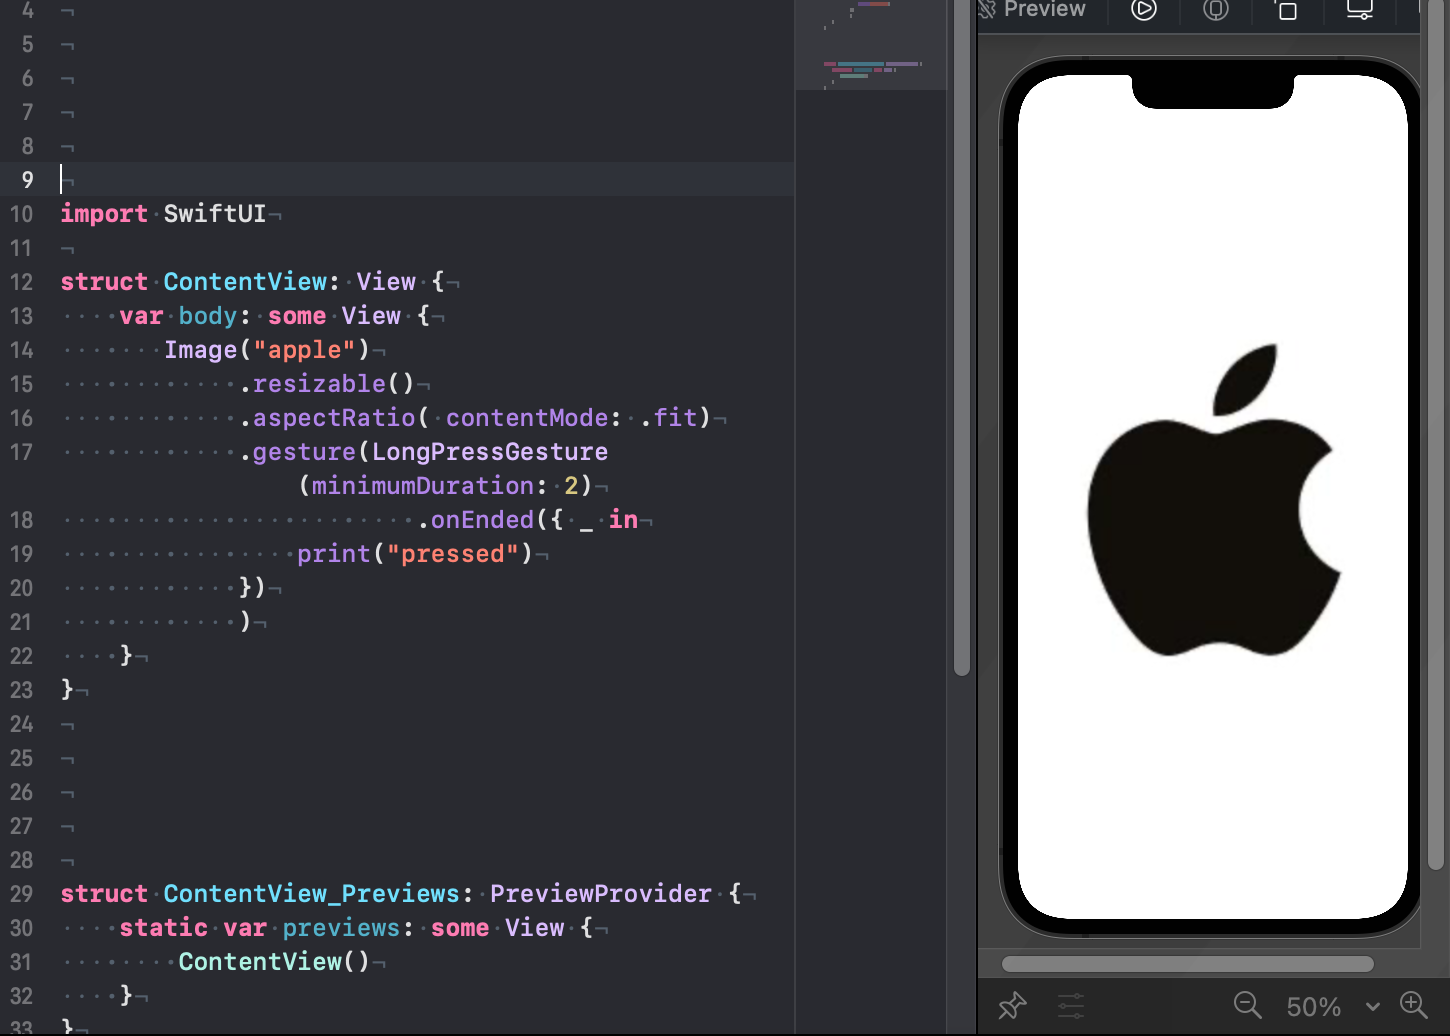 4
5
6
7
8
9
10 import SwiftUI
11
12 struct ContentView: View {
13     var body: some View {
14        Image("apple")
15             .resizable()
16             .aspectRatio( contentMode: .fit)
17             .gesture(LongPressGesture
(minimumDuration: 2)
18                         .onEnded({ _ in
19                 print("pressed")
20             })
21             )
22     }
23 }
24
25
26
27
28
29 struct ContentView_Previews: PreviewProvider {
30     static var previews: some View {
31         ContentView()
32     }
33 }
Preview
50%